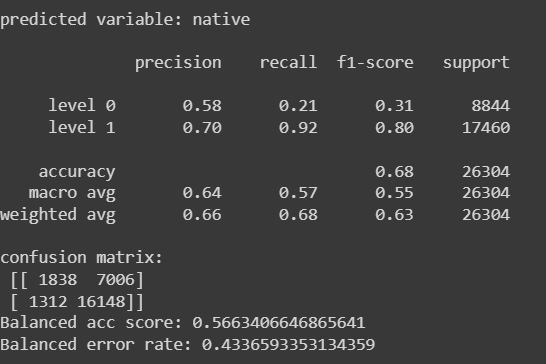 predicted variable: native
precision recall f1-score support
level 0 0.58 0.21 0.31 8844
level 1 0.70 0.92 0.80 17460
accuracy 0.68 26304
macro avg 0.64 0.57 0.55 26304
weighted avg 0.66 0.68 0.63 26304
confusion matrix:
[[ 1838 7006]
[ 1312 16148]]
Balanced acc score: 0.5663406646865641
Balanced error rate: 0.4336593353134359